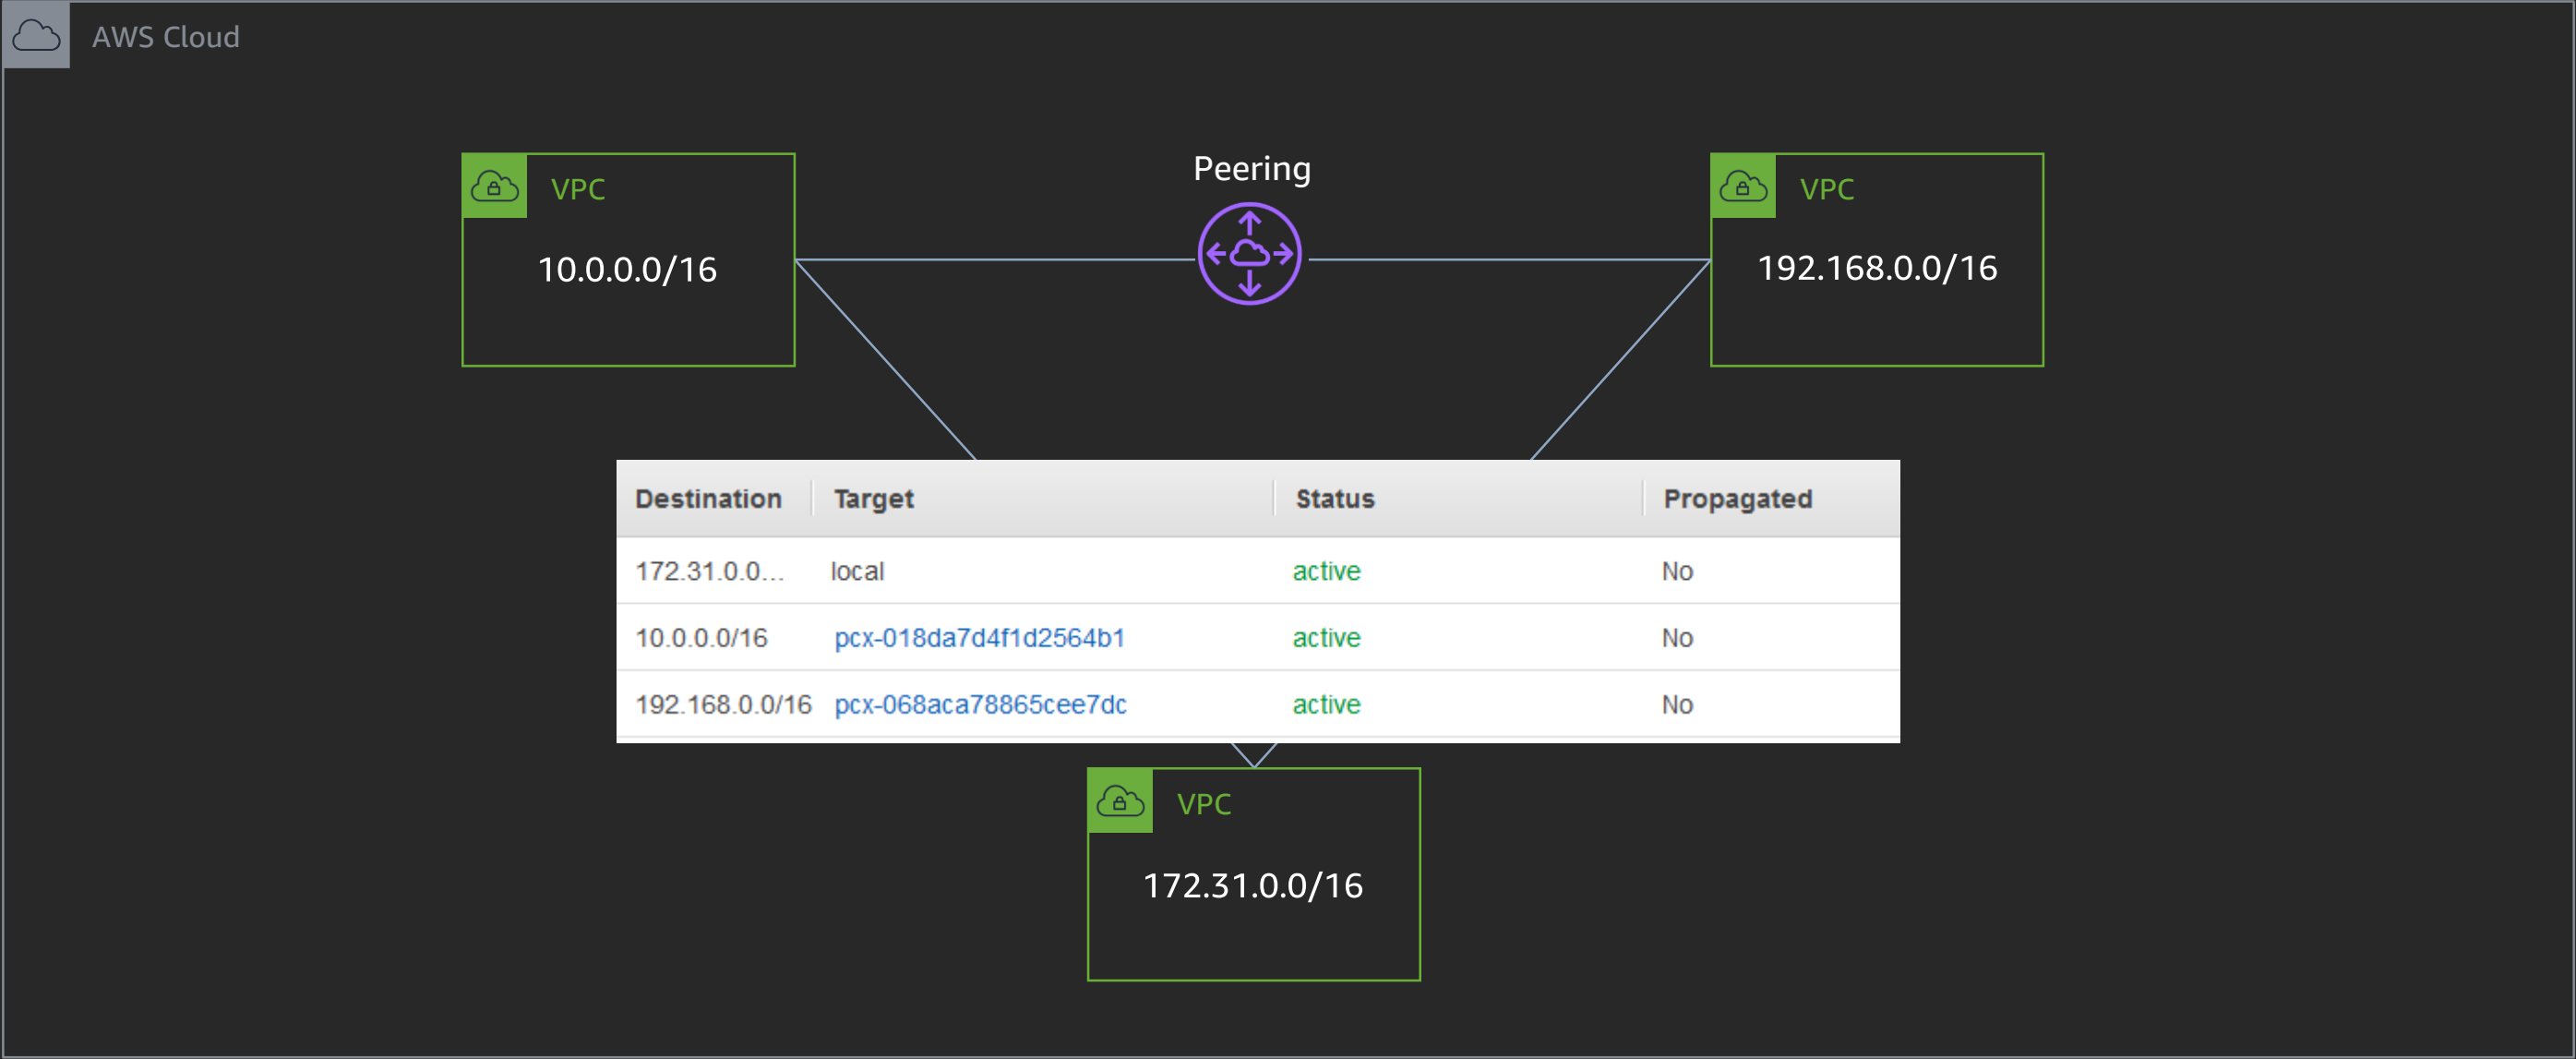 AWS Cloud
Peering
VPC
10.0.0.0/16
VPC
192.168.0.0/16
Destination Target Status Propagated
172.31.0.0... local active No
10.0.0.0/16 pcx-018da7d4f1d2564b1 active No
192.168.0.0/16 pcx-068aca78865cee7dc active No
VPC
172.31.0.0/16